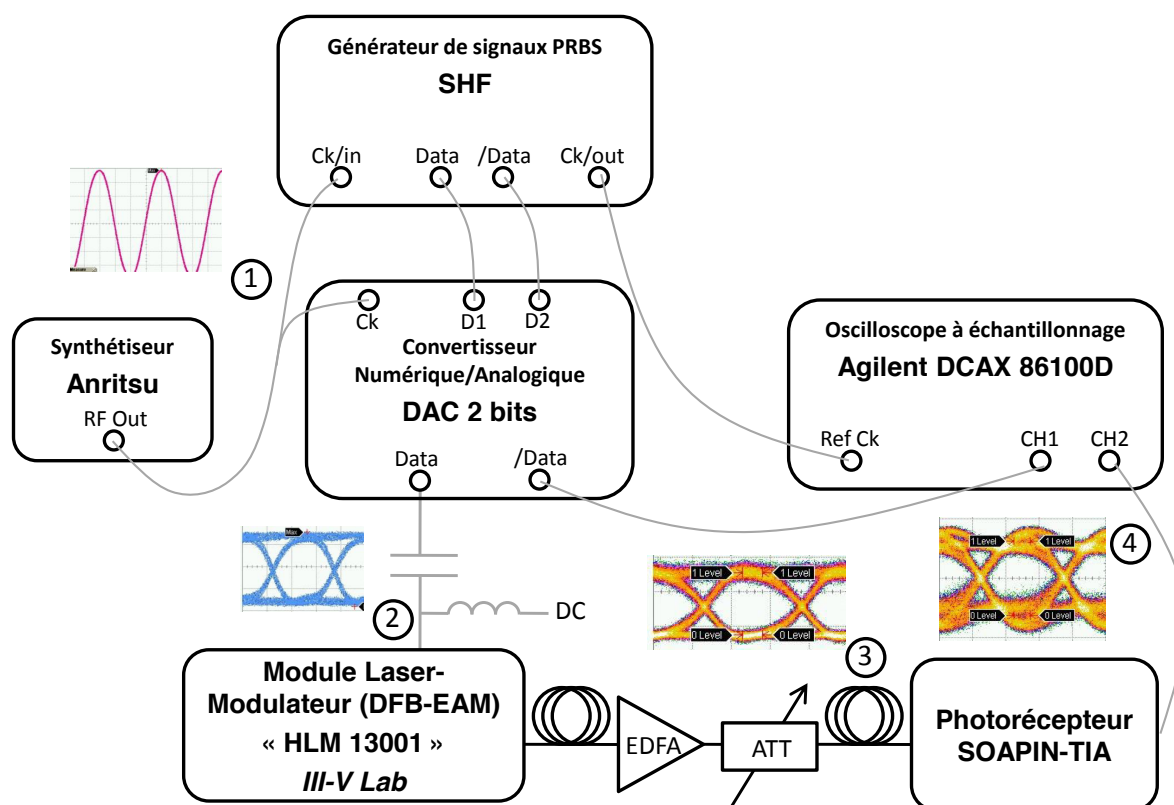 Générateur de signaux PRBS
SHF
Ck/in Data /Data Ck/out
1
Ck D1 D2
Convertisseur
Numérique/Analogique
DAC 2 bits
Data /Data
Synthétiseur
Anritsu
RF Out
Oscilloscope à échantillonnage
Agilent DCAX 86100D
Ref Ck CH1 CH2
Max
2
DC
1 Level 1 Level
0 Level 0 Level
3
1 Level 1 Level
0 Level 0 Level
4
Module Laser-
Modulateur (DFB-EAM)
« HLM 13001 »
III-V Lab
EDFA
ATT
Photorécepteur
SOAPIN-TIA